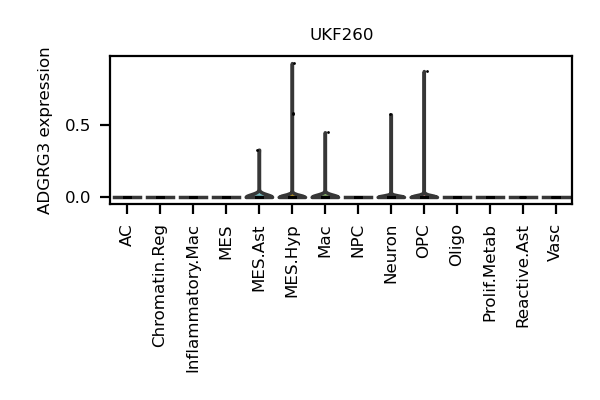 UKF260
ADGRG3 expression
0.5
0.0
AC
Chromatin.Reg
Inflammatory.Mac
MES
MES.Ast
MES.Hyp
Mac
NPC
Neuron
OPC
Oligo
Prolif.Metab
Reactive.Ast
Vasc